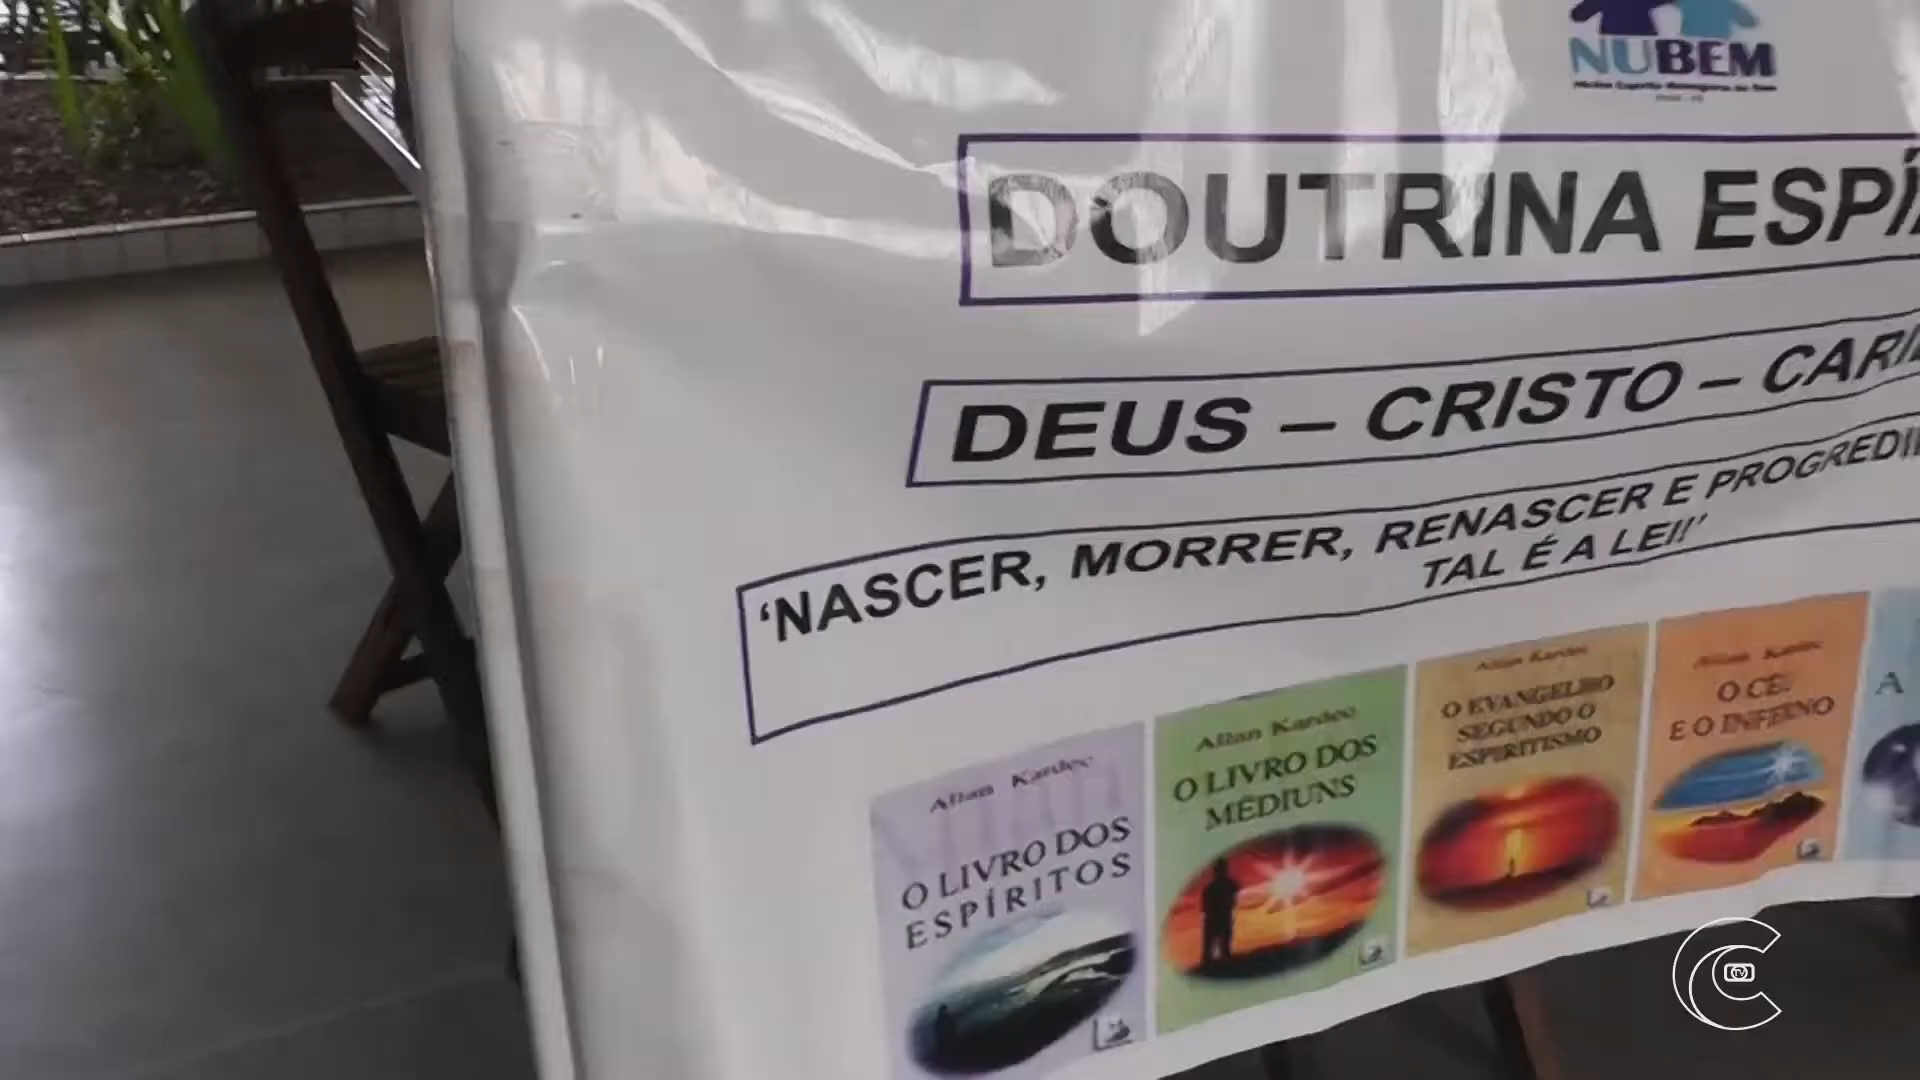 NUBEM
DOUTRINA ESPÍ
DEUS – CRISTO – CARI
‘NASCER, MORRER, RENASCER E PROGREDI
TAL É A LEI!’
Allan Kardec
O LIVRO DOS
ESPÍRITOS
Allan Kardec
O LIVRO DOS
MÉDIUNS
Allan Kardec
O EVANGELHO
SEGUNDO O
ESPIRITISMO
Allan Kardec
O CÉU
E O INFERNO
A
TV